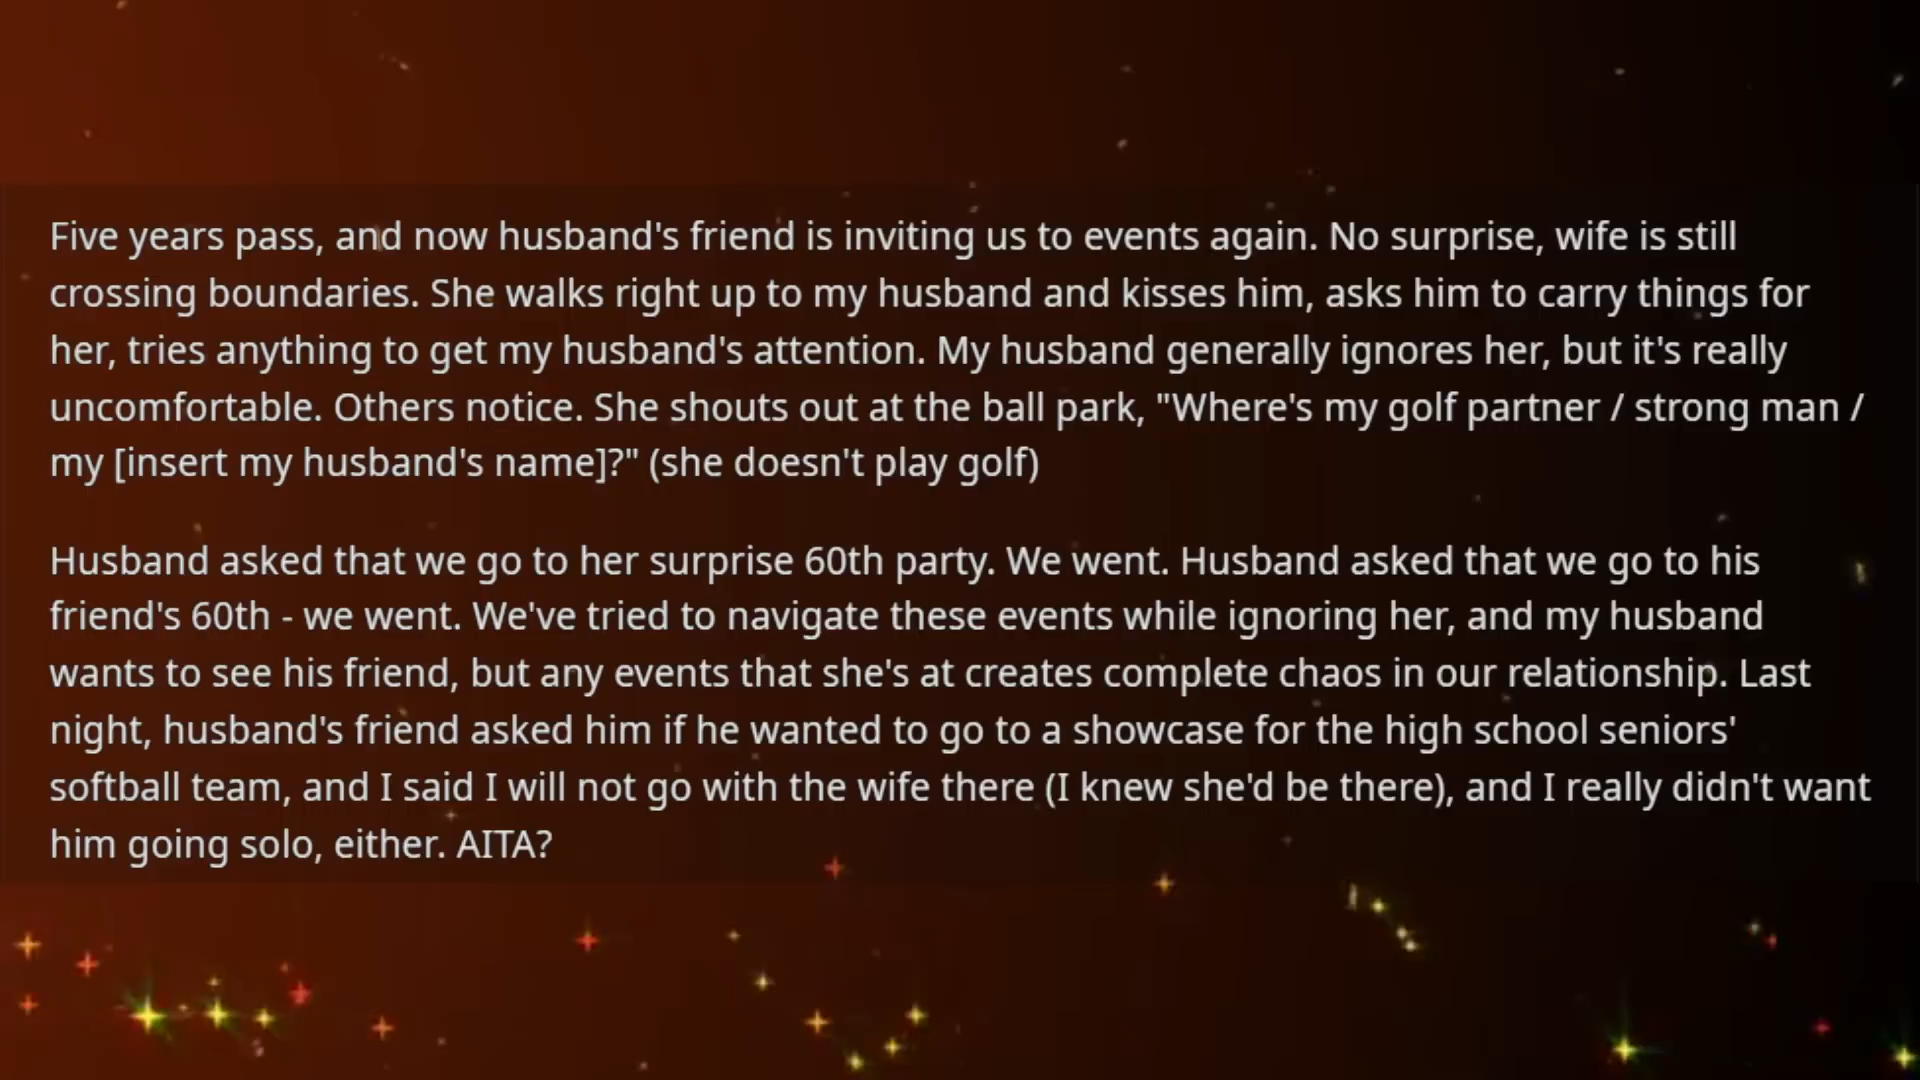 Five years pass, and now husband's friend is inviting us to events again. No surprise, wife is still
crossing boundaries. She walks right up to my husband and kisses him, asks him to carry things for
her, tries anything to get my husband's attention. My husband generally ignores her, but it's really
uncomfortable. Others notice. She shouts out at the ball park, "Where's my golf partner / strong man /
my [insert my husband's name]?" (she doesn't play golf)
Husband asked that we go to her surprise 60th party. We went. Husband asked that we go to his
friend's 60th - we went. We've tried to navigate these events while ignoring her, and my husband
wants to see his friend, but any events that she's at creates complete chaos in our relationship. Last
night, husband's friend asked him if he wanted to go to a showcase for the high school seniors'
softball team, and I said I will not go with the wife there (I knew she'd be there), and I really didn't want
him going solo, either. AITA?